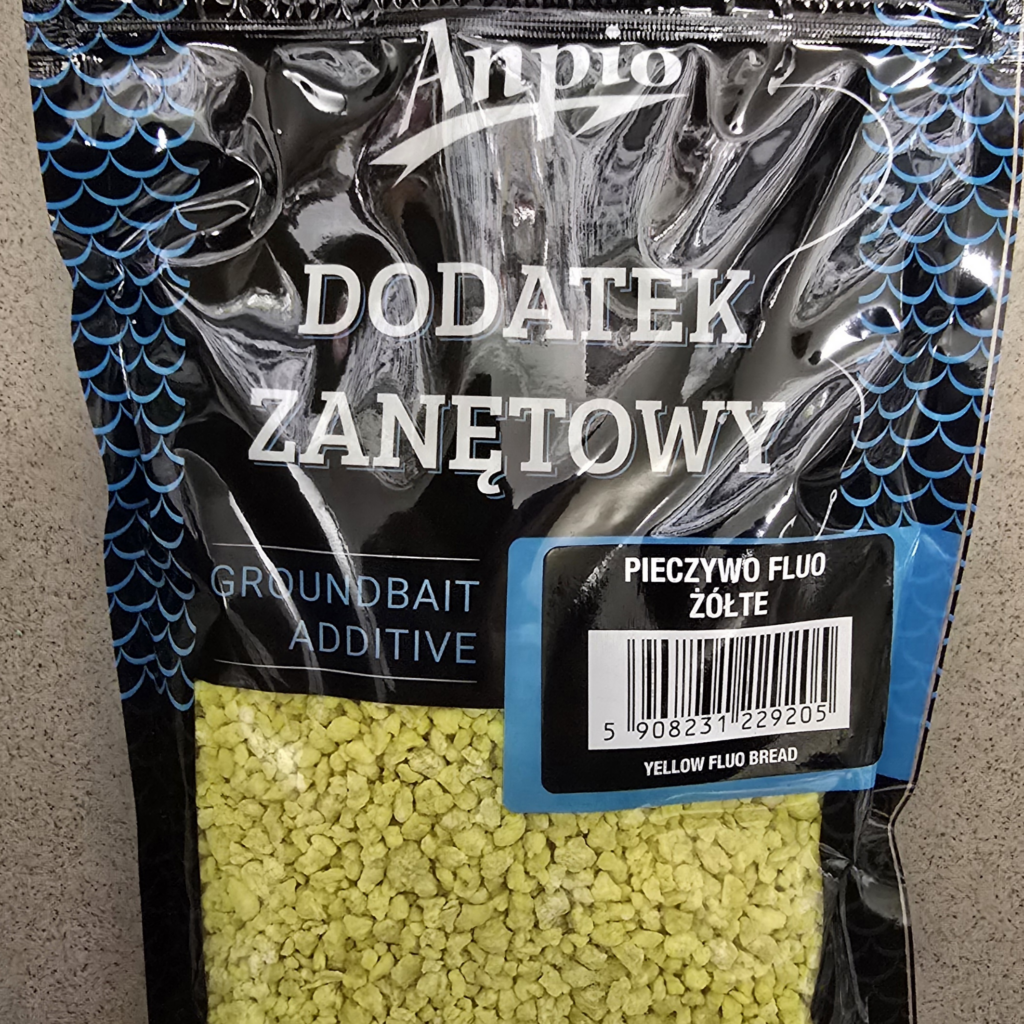 Anpio
DODATEK
ZANĘTOWY
GROUNDBAIT
ADDITIVE
PIECZYWO FLUO
ŻÓŁTE
5 908231 229205
YELLOW FLUO BREAD